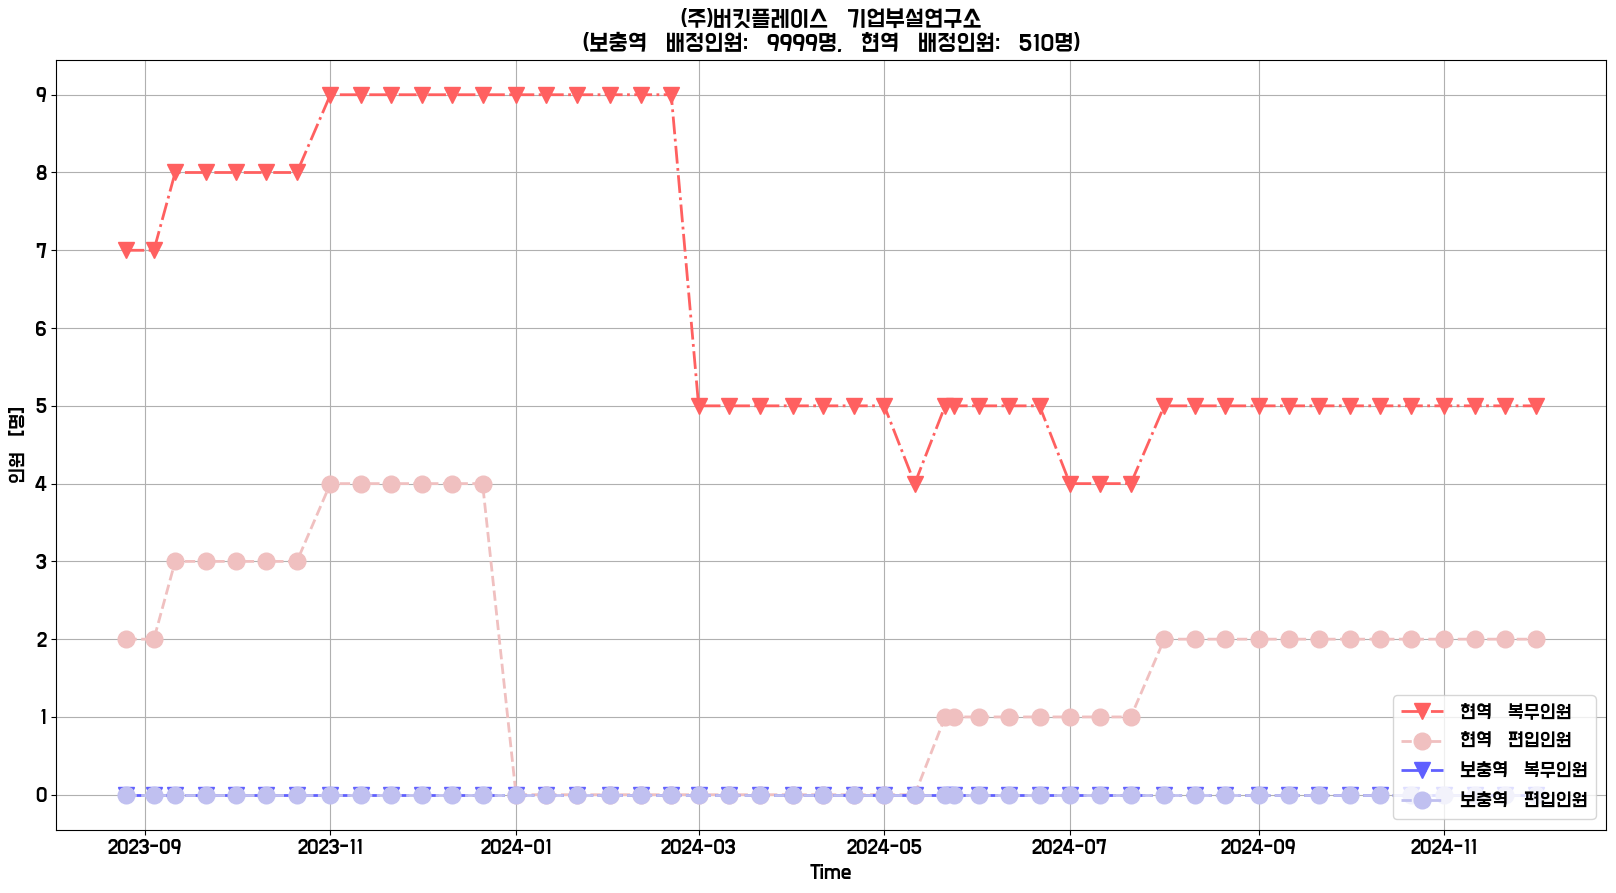 (주)버킷플레이스 기업부설연구소
(보충역 배정인원: 9999명, 현역 배정인원: 510명)
인원 [명]
9
8
7
6
5
4
3
2
1
0
현역 복무인원
현역 편입인원
보충역 복무인원
보충역 편입인원
2023-09
2023-11
2024-01
2024-03
2024-05
2024-07
2024-09
2024-11
Time